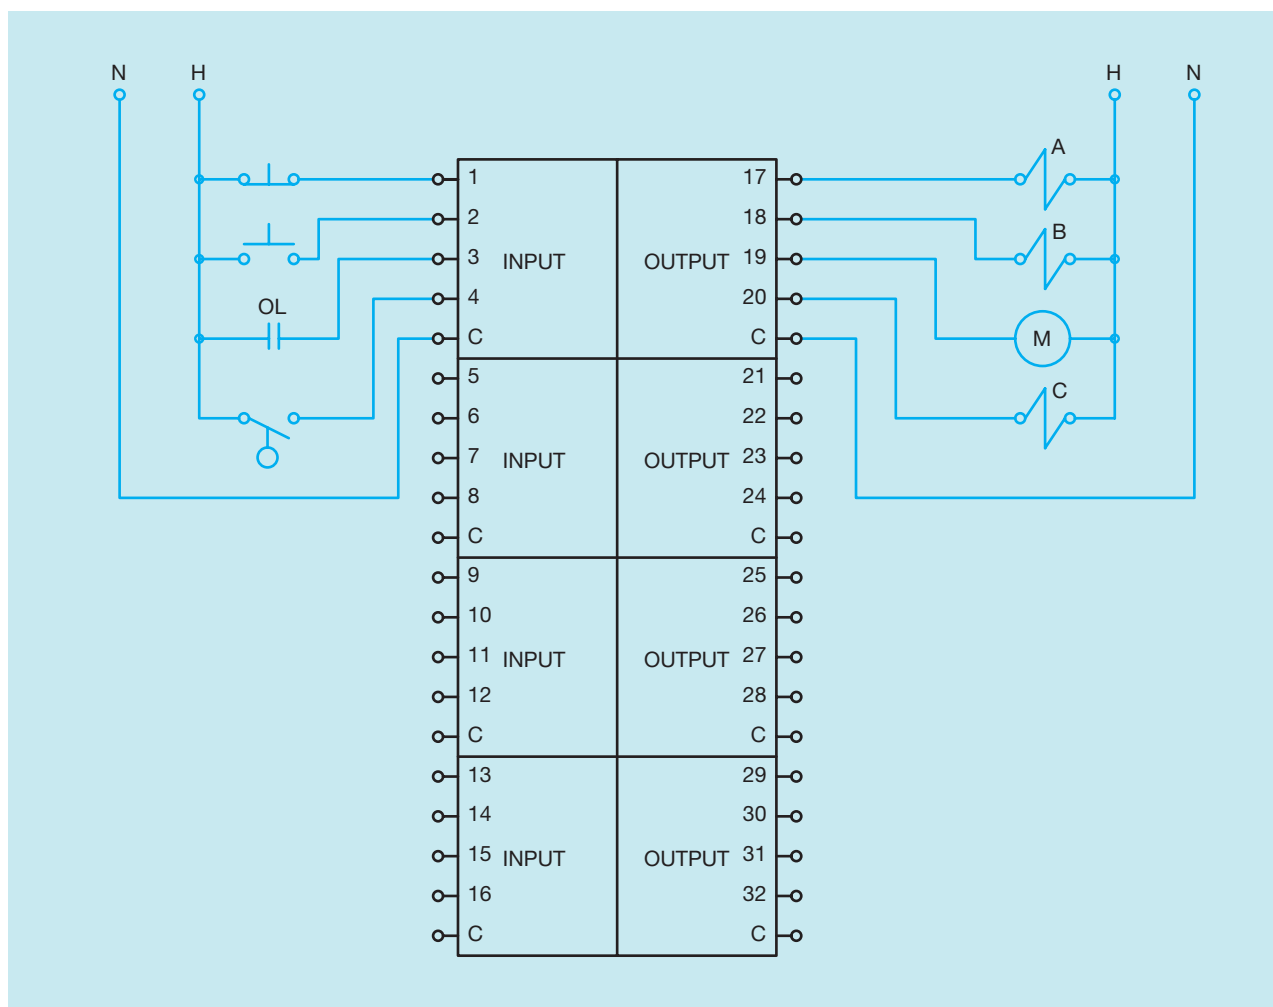 N H H N
A
1 17
2 18
B
3 INPUT OUTPUT 19
4 20
OL
C C
M
C
5 21
6 22
7 INPUT OUTPUT 23
8 24
C C
9 25
10 26
11 INPUT OUTPUT 27
12 28
C C
13 29
14 30
15 INPUT OUTPUT 31
16 32
C C